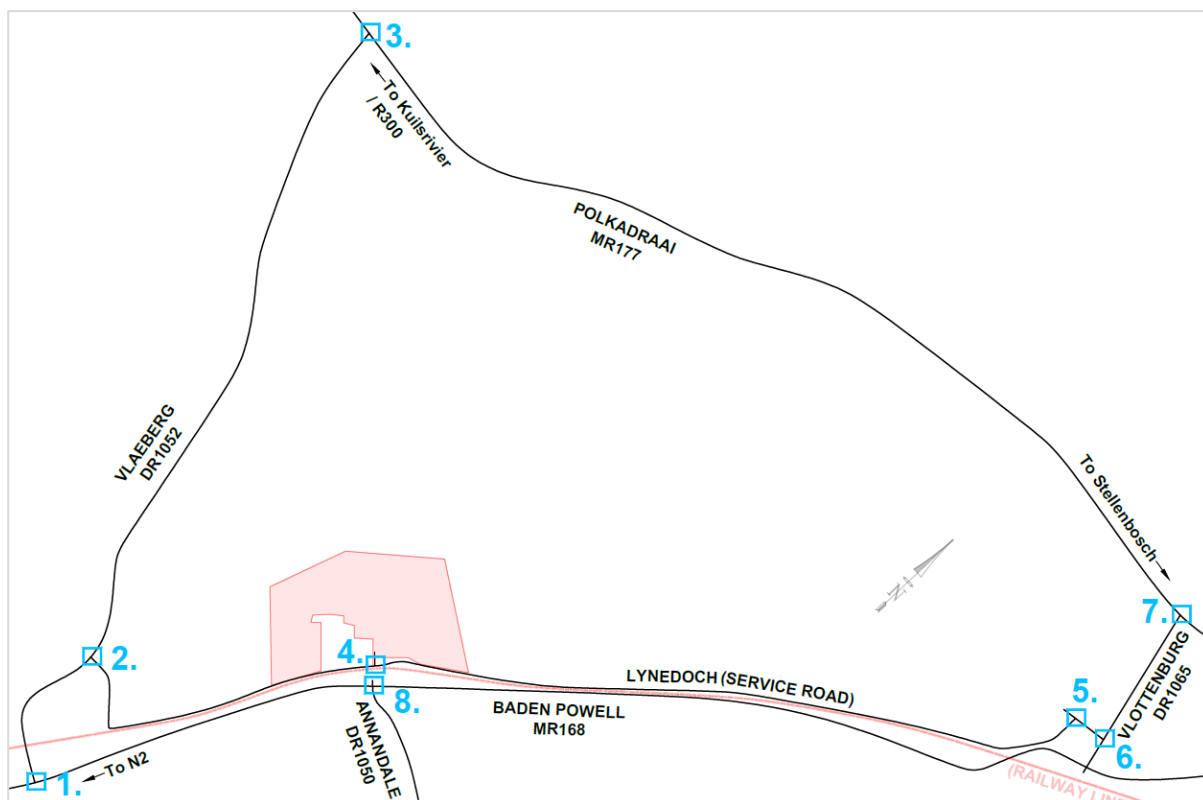 3.
To Kuilsrivier
/ R300
POLKADRAAI
MR177
VLAEBERG
DR1052
To Stellenbosch
N
7.
2.
4.
LYNEDOCH (SERVICE ROAD)
VLOTTENBURG
DR1065
8.
5.
BADEN POWELL
MR168
ANNANDALE
DR1050
6.
1.
To N2
(RAILWAY LINE